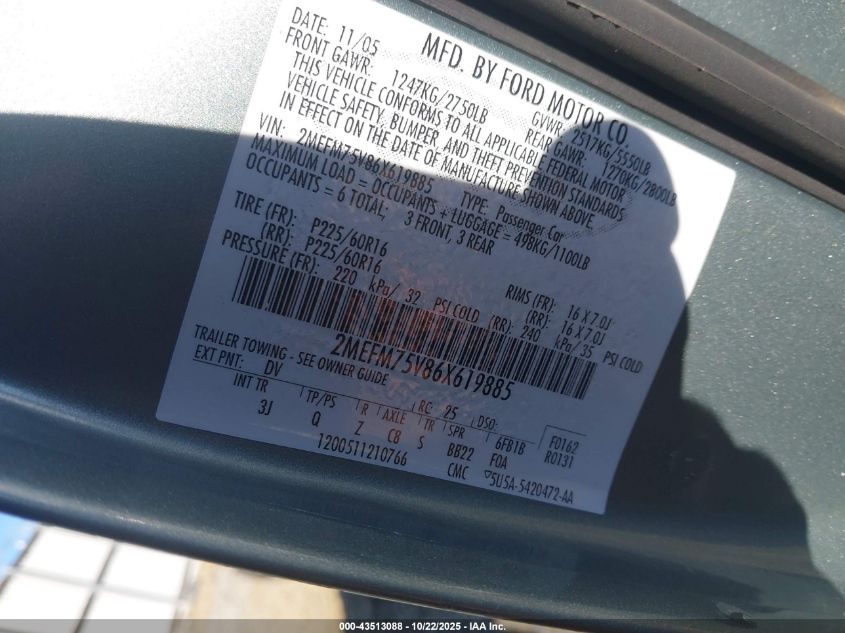 MFD. BY FORD MOTOR CO.
DATE: 11/05 GVWR: 2517KG/5550LB
FRONT GAWR: 1247KG/2750LB REAR GAWR: 1270KG/2800LB
THIS VEHICLE CONFORMS TO ALL APPLICABLE FEDERAL MOTOR
VEHICLE SAFETY, BUMPER, AND THEFT PREVENTION STANDARDS
IN EFFECT ON THE DATE OF MANUFACTURE SHOWN ABOVE.
VIN: 2MEFM75V86X619885 TYPE: Passenger Car
MAXIMUM LOAD = OCCUPANTS + LUGGAGE = 498KG/1100LB
OCCUPANTS = 6 TOTAL; 3 FRONT, 3 REAR
TIRE (FR): P225/60R16 RIMS (FR): 16 X 7.0J
(RR): P225/60R16 (RR): 16 X 7.0J
PRESSURE (FR): 220 kPa/ 32 PSI COLD (RR): 240 kPa/35 PSI COLD
2MEFM75V86X619885
TRAILER TOWING - SEE OWNER GUIDE
EXT PNT: DV RC: 25 DSO: F0162
INT TR TP/PS R AXLE TR SPR 6FB1B R0131
3J Q Z C8 S BB22 FOA
1200511210766 CMC ▽5U5A-5420472-AA
000-43513088 - 10/22/2025 - IAA Inc.